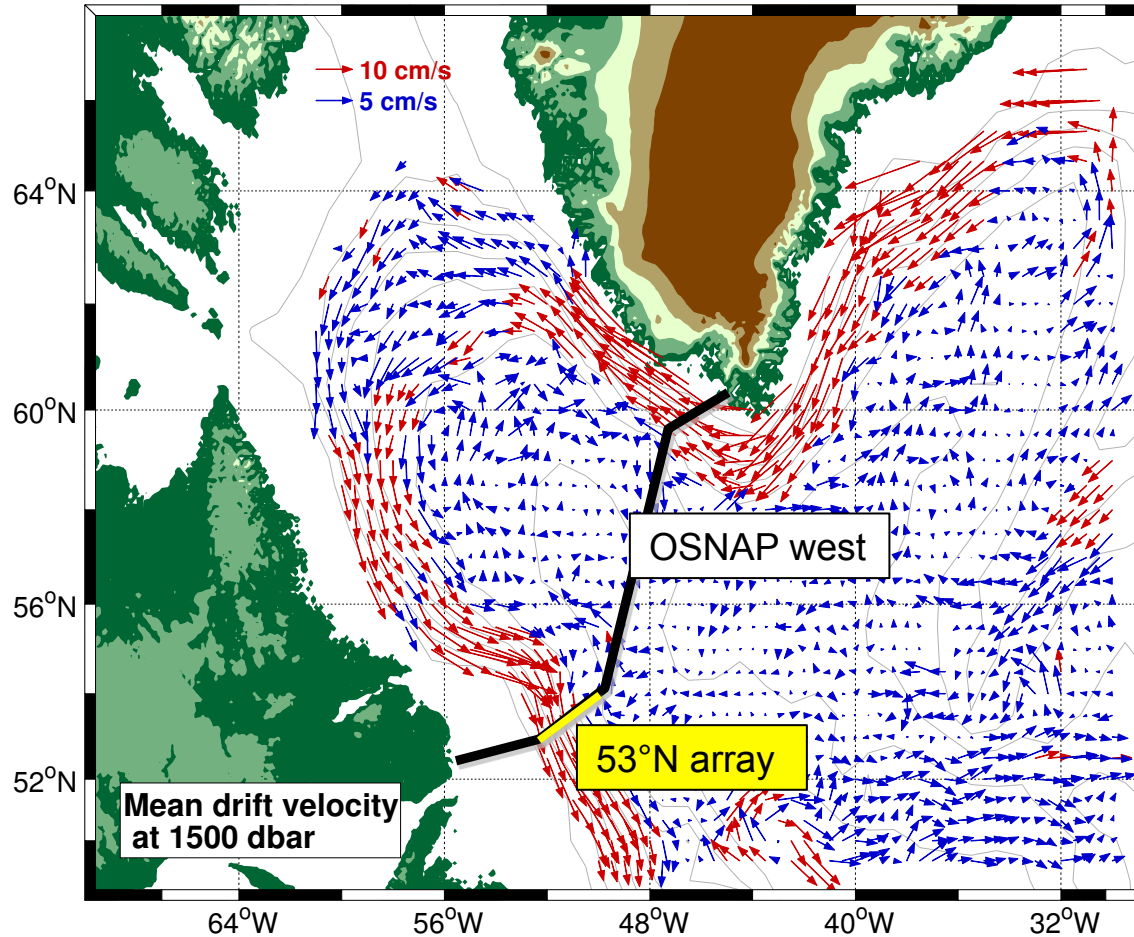 10 cm/s
5 cm/s
64°N
60°N
OSNAP west
56°N
53°N array
52°N
Mean drift velocity
at 1500 dbar
64°W
56°W
48°W
40°W
32°W